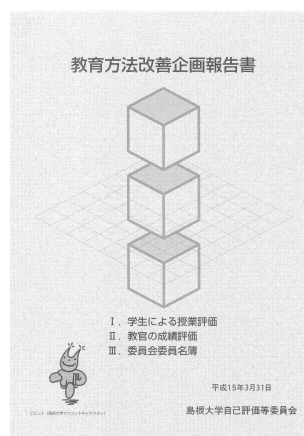 教育方法改善企画報告書
Ⅰ．学生による授業評価
Ⅱ．教官の成績評価
Ⅲ．委員会委員名簿
平成15年3月31日
島根大学自己評価等委員会